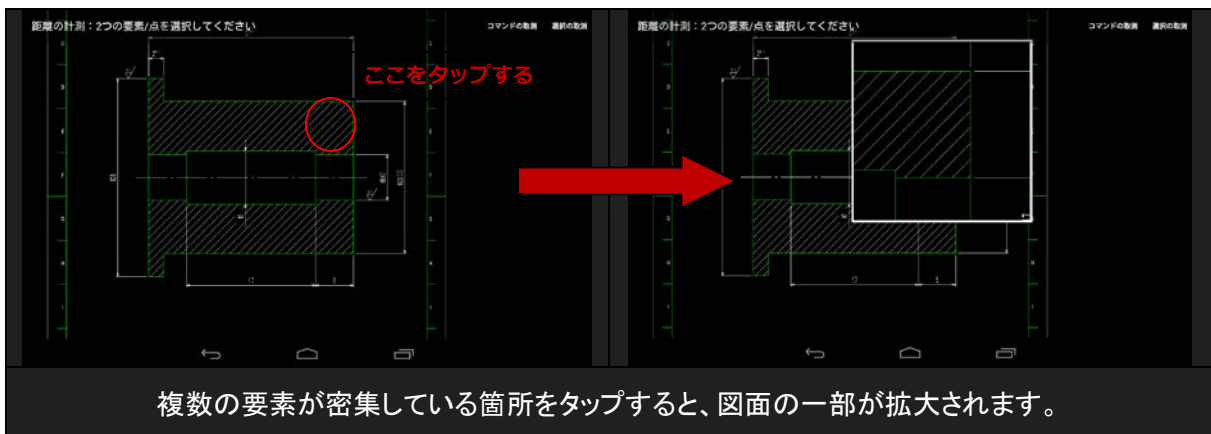 距離の計測：2つの要素/点を選択してください
コマンドの取消 選択の取消
ここをタップする
12
距離の計測：2つの要素/点を選択してください
コマンドの取消 選択の取消
12
複数の要素が密集している箇所をタップすると、図面の一部が拡大されます。